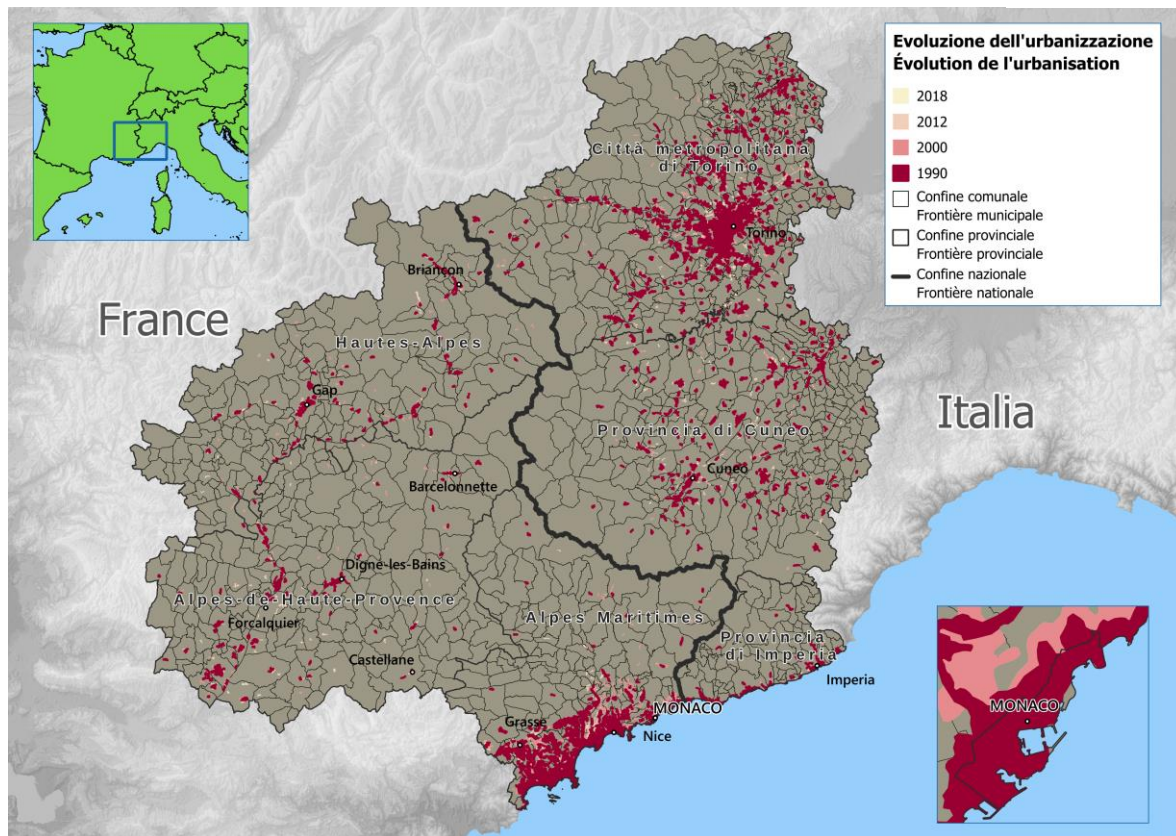 Evoluzione dell'urbanizzazione
Évolution de l'urbanisation
2018
2012
2000
1990
Confine comunale
Frontière municipale
Confine provinciale
Frontière provinciale
Confine nazionale
Frontière nationale
Città metropolitana
di Torino
Torino
Briançon
France
Hautes-Alpes
Gap
Italia
Provincia di Cuneo
Cuneo
Barcelonnette
Digne-les-Bains
Alpes-de-Haute-Provence
Forcalquier
Alpes Maritimes
Provincia
di Imperia
Castellane
Imperia
MONACO
Grasse
Nice
MONACO